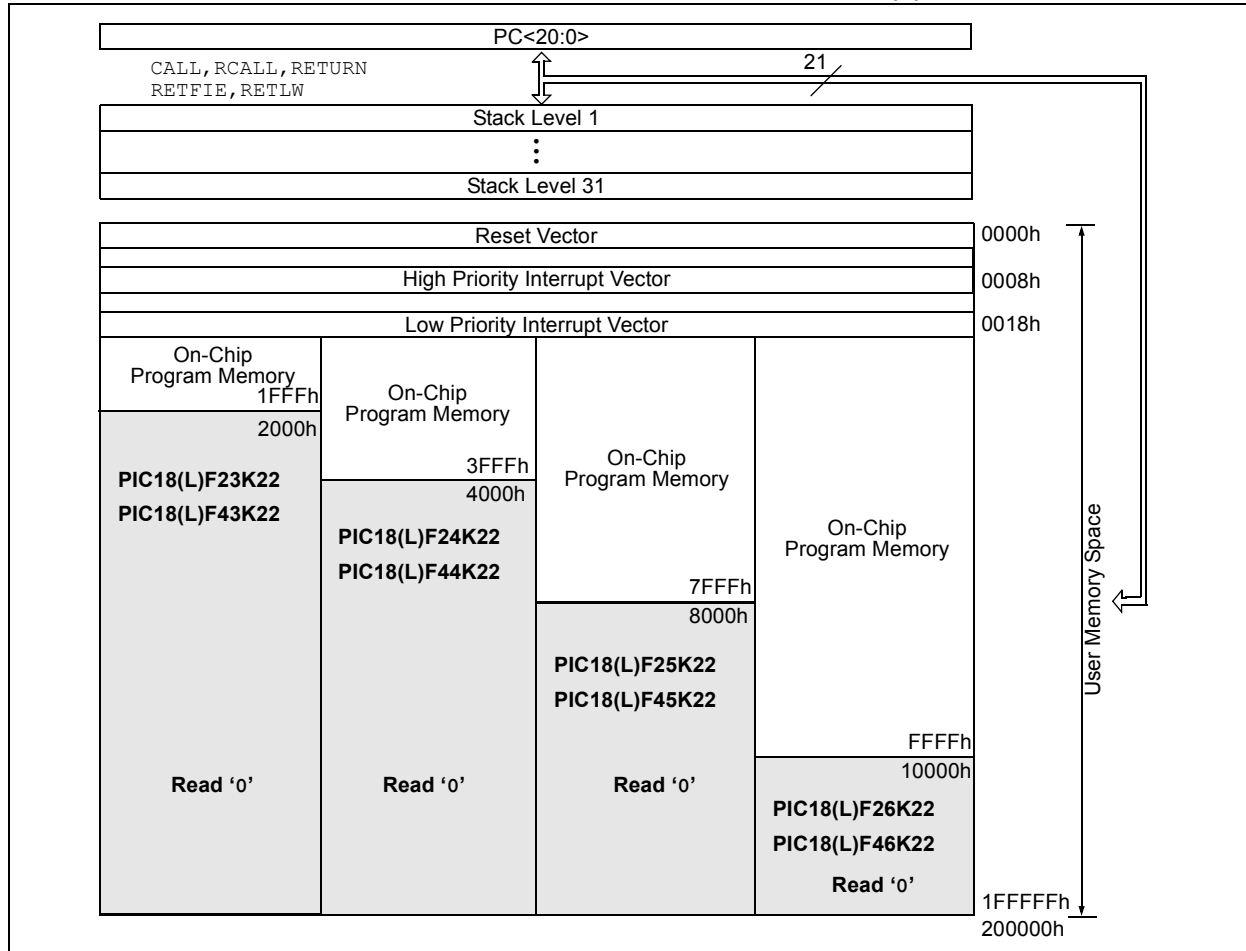 PC<20:0>
CALL,RCALL,RETURN
RETFIE,RETLW
21
Stack Level 1
Stack Level 31
Reset Vector
0000h
High Priority Interrupt Vector
0008h
Low Priority Interrupt Vector
0018h
On-Chip
Program Memory
1FFFh
2000h
PIC18(L)F23K22
PIC18(L)F43K22
Read ‘0’
On-Chip
Program Memory
3FFFh
4000h
PIC18(L)F24K22
PIC18(L)F44K22
Read ‘0’
On-Chip
Program Memory
7FFFh
8000h
PIC18(L)F25K22
PIC18(L)F45K22
Read ‘0’
On-Chip
Program Memory
FFFFh
10000h
PIC18(L)F26K22
PIC18(L)F46K22
Read ‘0’
1FFFFFh
200000h
User Memory Space